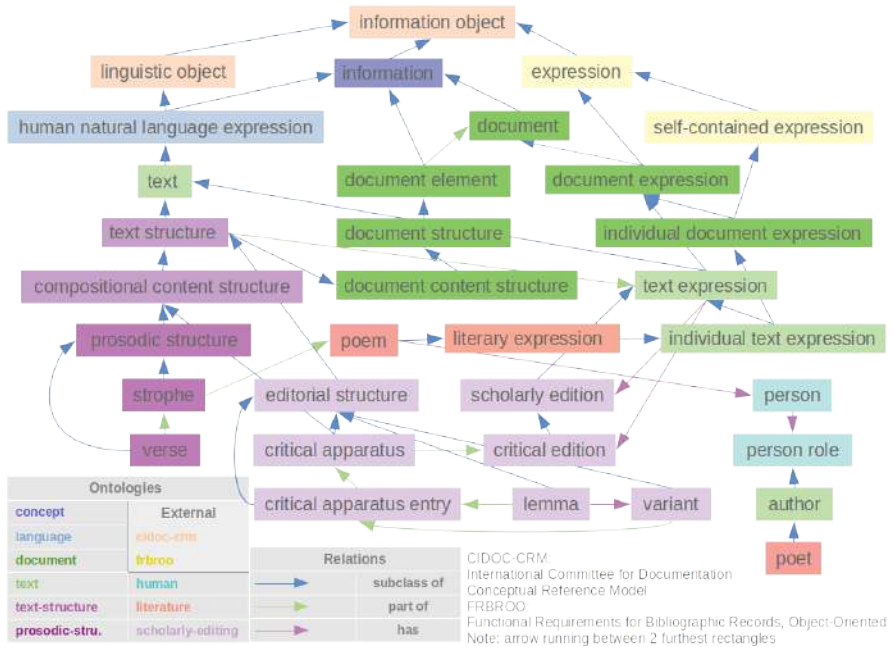 information object
linguistic object
information
expression
human natural language expression
document
self-contained expression
text
document element
document expression
text structure
document structure
individual document expression
compositional content structure
document content structure
text expression
prosodic structure
poem
literary expression
individual text expression
strophe
editorial structure
scholarly edition
person
verse
critical apparatus
critical edition
person role
critical apparatus entry
lemma
variant
author
poet
Ontologies
concept
External
language
cidoc-crm
document
frbroo
text
human
text-structure
literature
prosodic-stru.
scholarly-editing
Relations
subclass of
part of
has
CIDOC-CRM:
International Committee for Documentation
Conceptual Reference Model
FRBROO:
Functional Requirements for Bibliographic Records, Object-Oriented
Note: arrow running between 2 furthest rectangles